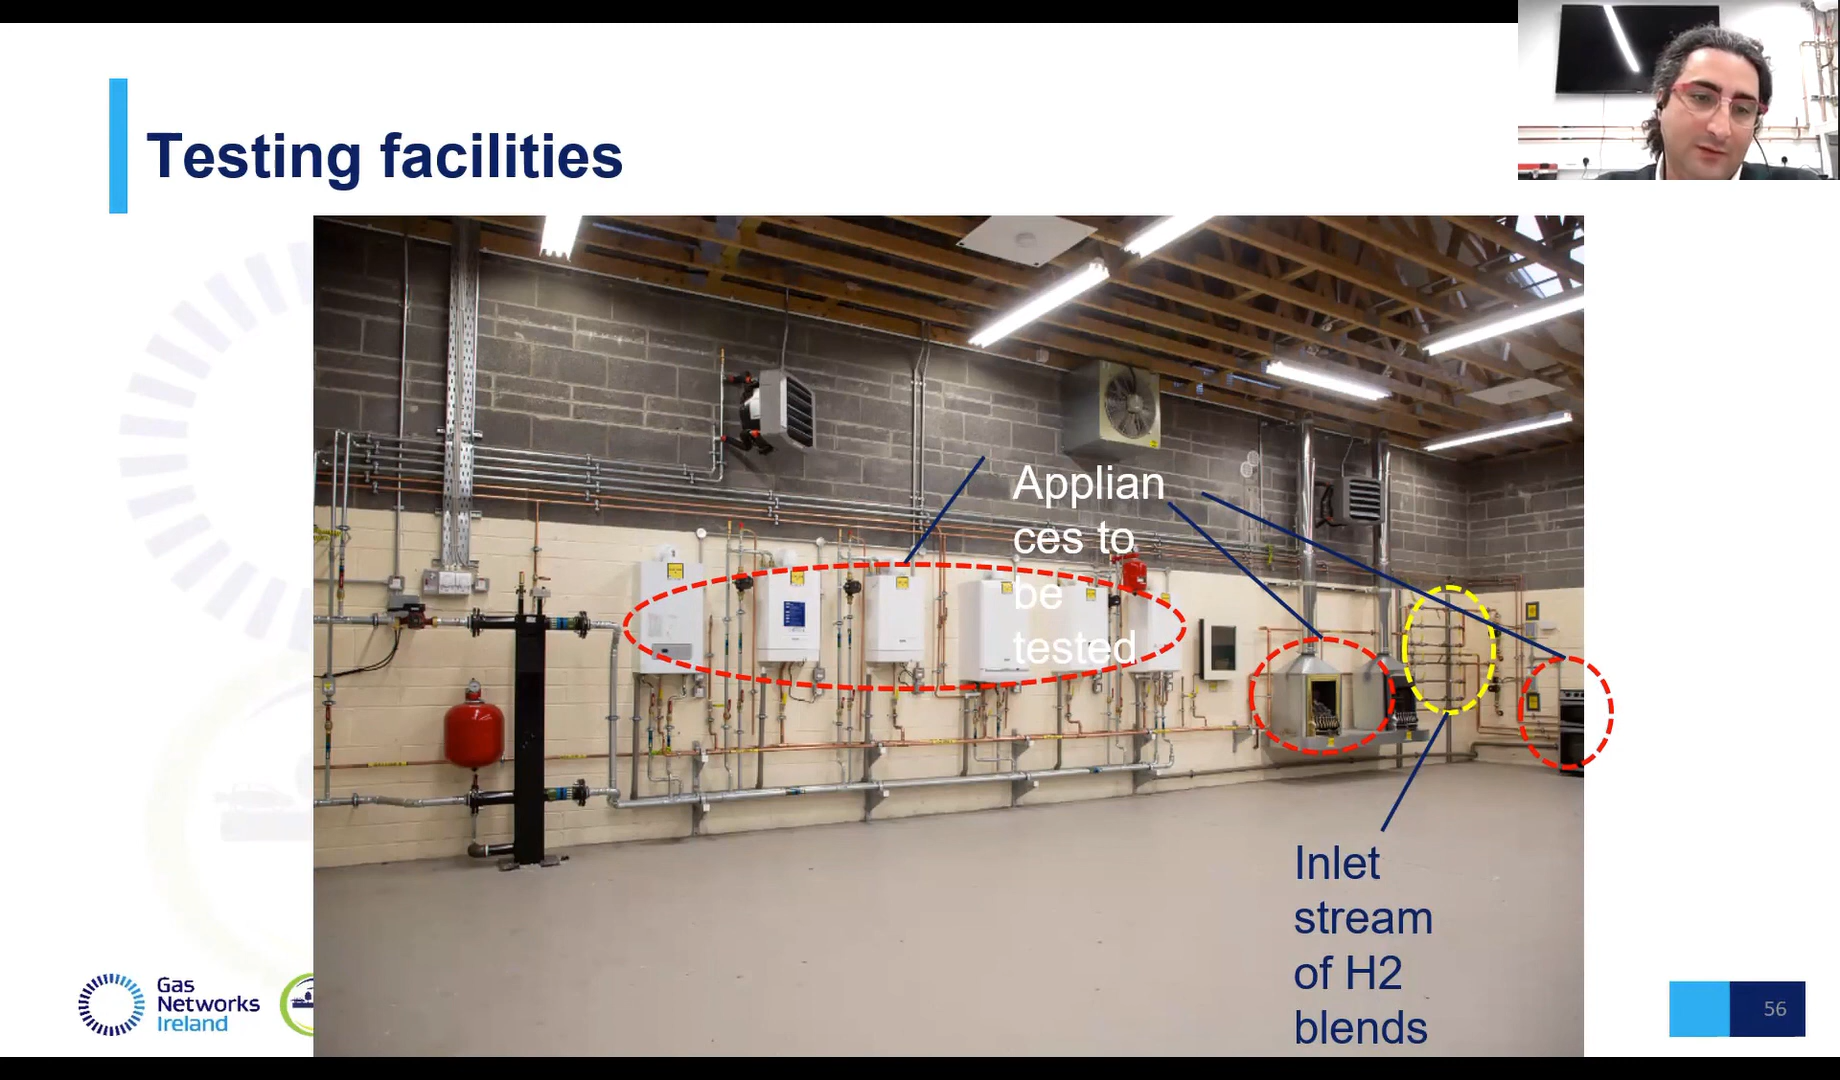 Testing facilities
Applian
ces to
be
tested
Inlet
stream
of H2
blends
Gas
Networks
Ireland
56